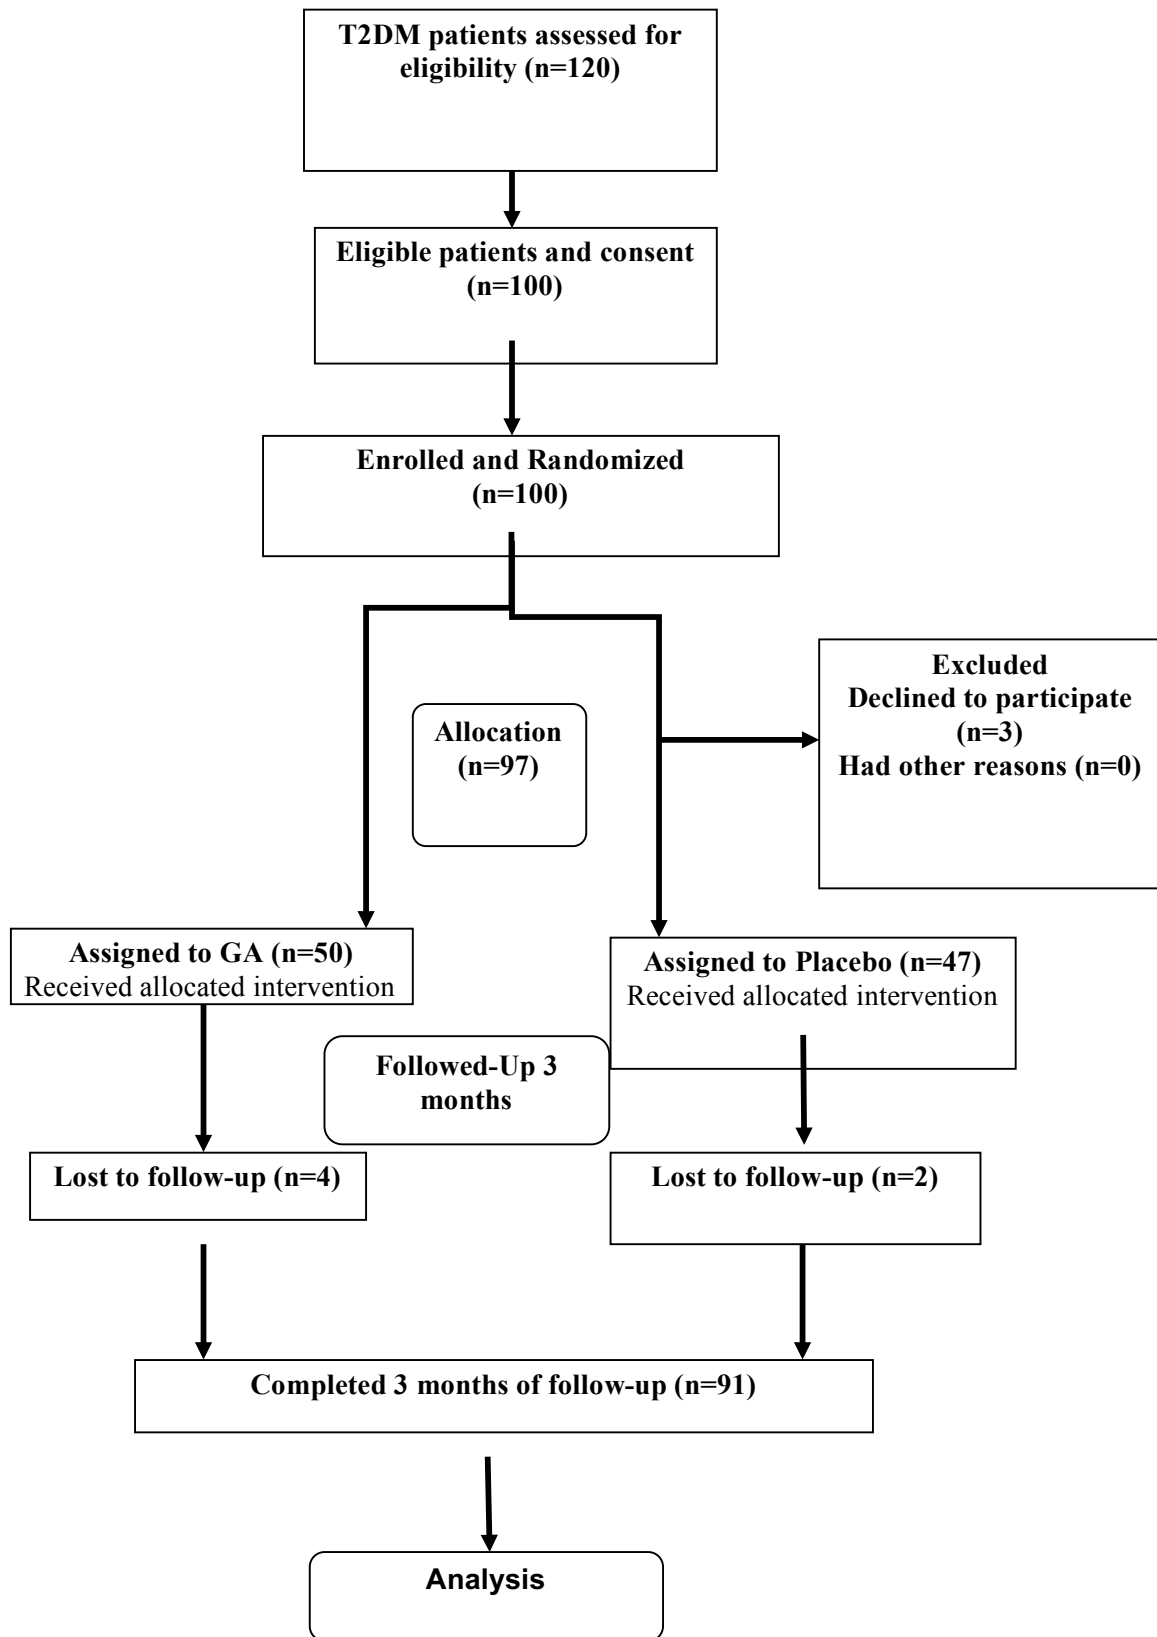 T2DM patients assessed for
eligibility (n=120)
Eligible patients and consent
(n=100)
Enrolled and Randomized
(n=100)
Excluded
Declined to participate
(n=3)
Had other reasons (n=0)
Allocation
(n=97)
Assigned to GA (n=50)
Received allocated intervention
Assigned to Placebo (n=47)
Received allocated intervention
Followed-Up 3
months
Lost to follow-up (n=4)
Lost to follow-up (n=2)
Completed 3 months of follow-up (n=91)
Analysis